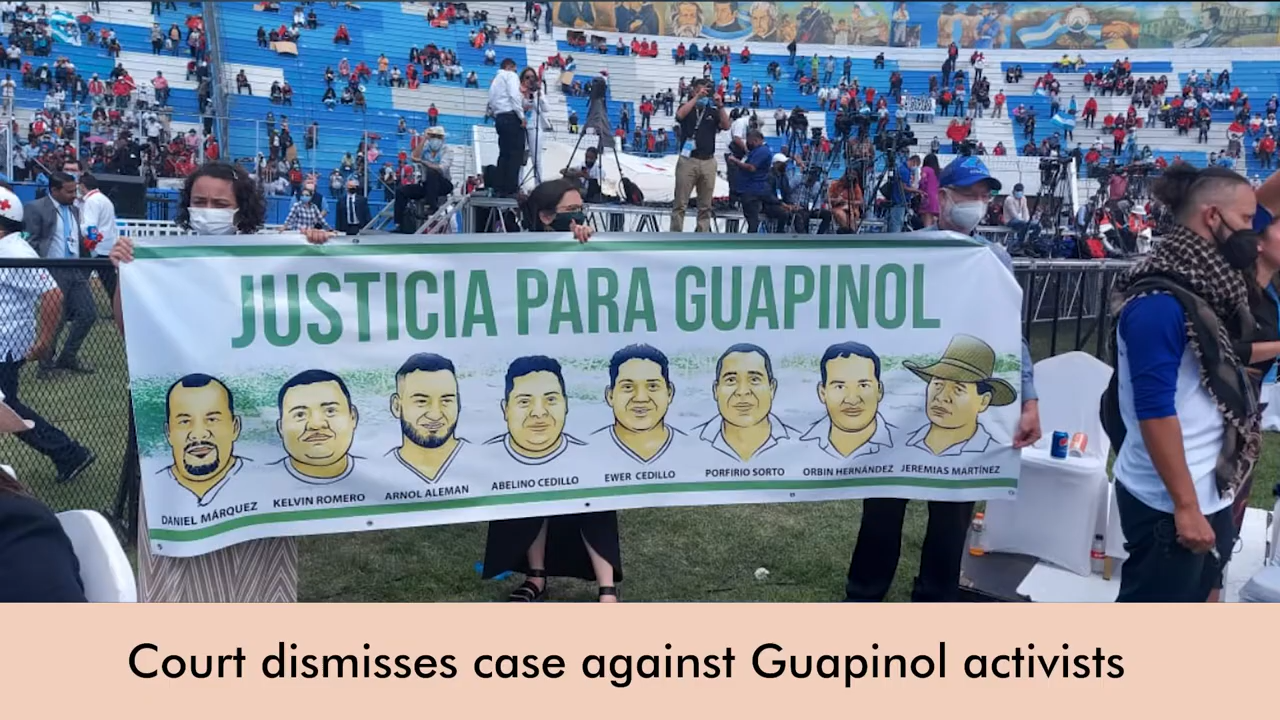 JUSTICIA PARA GUAPINOL
DANIEL MÁRQUEZ
KELVIN ROMERO
ARNOL ALEMAN
ABELINO CEDILLO
EWER CEDILLO
PORFIRIO SORTO
ORBIN HERNÁNDEZ
JEREMIAS MARTÍNEZ
Court dismisses case against Guapinol activists